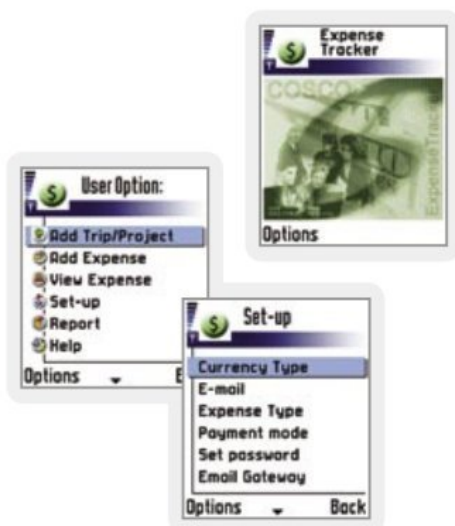 Expense
Tracker
COSCO
ExpenseTracker
Options
User Option:
Add Trip/Project
Add Expense
View Expense
Set-up
Report
Help
Options
Set-up
Currency Type
E-mail
Expense Type
Payment mode
Set password
Email Gateway
Options Back